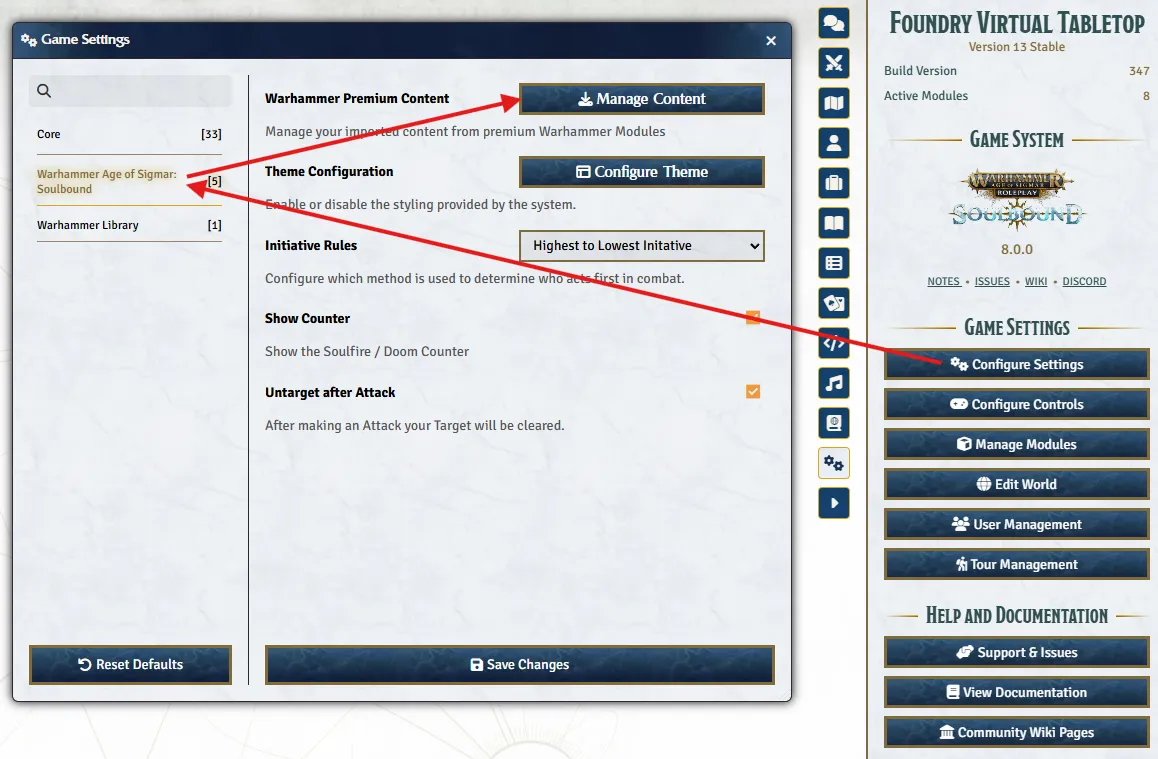 Game Settings
Core [33]
Warhammer Age of Sigmar:
Soulbound [5]
Warhammer Library [1]
Reset Defaults
Warhammer Premium Content
Manage Content
Manage your imported content from premium Warhammer Modules
Theme Configuration
Configure Theme
Enable or disable the styling provided by the system.
Initiative Rules
Highest to Lowest Initative
Configure which method is used to determine who acts first in combat.
Show Counter
Show the Soulfire / Doom Counter
Untarget after Attack
After making an Attack your Target will be cleared.
Save Changes
Foundry Virtual Tabletop
Version 13 Stable
Build Version 347
Active Modules 8
Game System
WARHAMMER
AGE OF SIGMAR
ROLEPLAY
SOULBOUND
8.0.0
NOTES • ISSUES • WIKI • DISCORD
Game Settings
Configure Settings
Configure Controls
Manage Modules
Edit World
User Management
Tour Management
Help and Documentation
Support & Issues
View Documentation
Community Wiki Pages